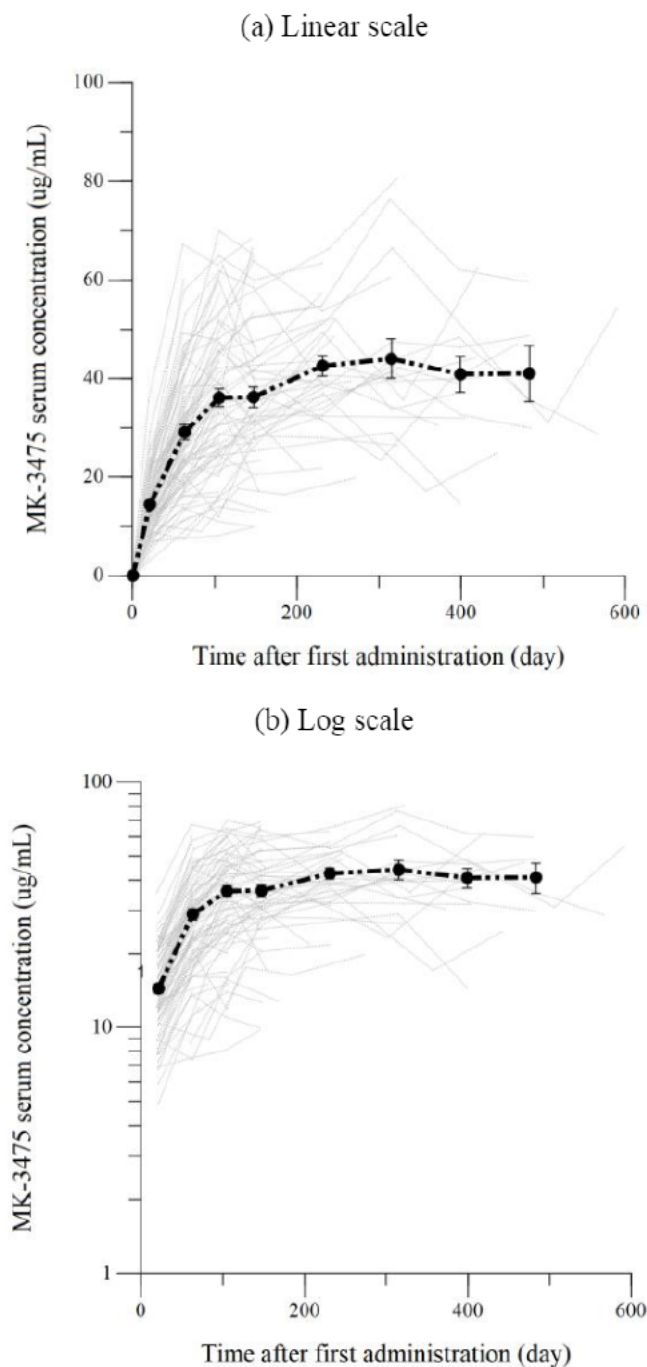 (a) Linear scale
100
80
60
40
20
0
MK-3475 serum concentration (ug/mL)
0 200 400 600
Time after first administration (day)
(b) Log scale
100
10
1
MK-3475 serum concentration (ug/mL)
0 200 400 600
Time after first administration (day)